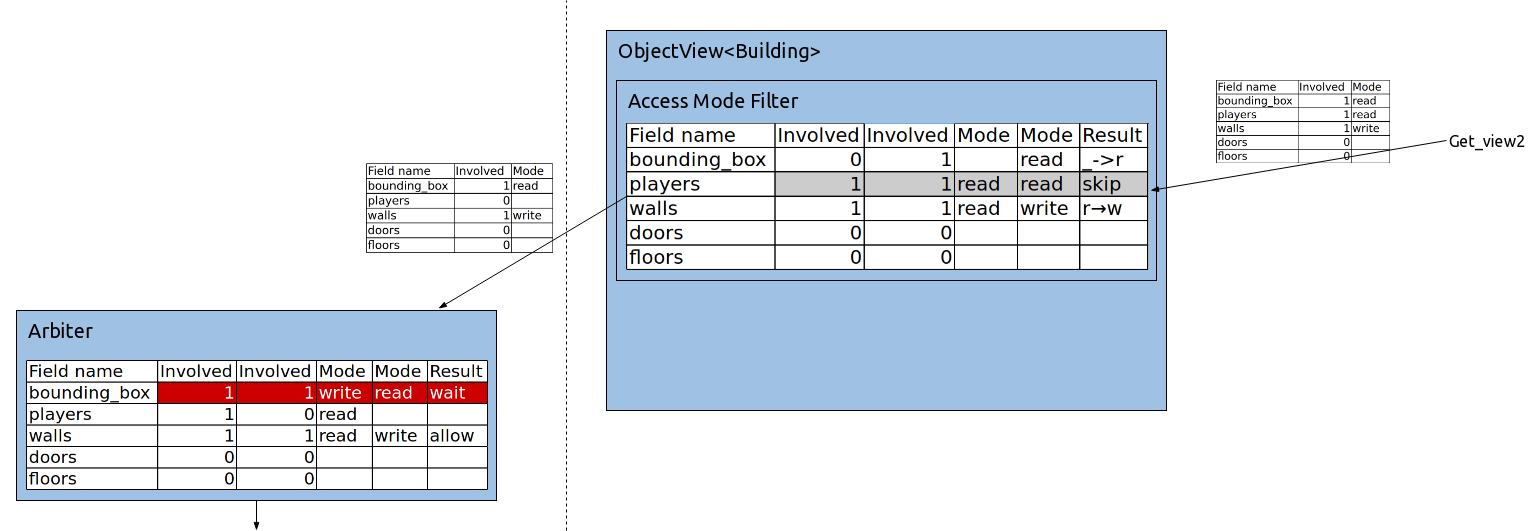 ObjectView<Building>
Access Mode Filter
Field name Involved Involved Mode Mode Result
bounding_box 0 1 read _->r
players 1 1 read read skip
walls 1 1 read write r→w
doors 0 0
floors 0 0
Field name Involved Mode
bounding_box 1 read
players 1 read
walls 1 write
doors 0
floors 0
Get_view2
Field name Involved Mode
bounding_box 1 read
players 0
walls 1 write
doors 0
floors 0
Arbiter
Field name Involved Involved Mode Mode Result
bounding_box 1 1 write read wait
players 1 0 read
walls 1 1 read write allow
doors 0 0
floors 0 0